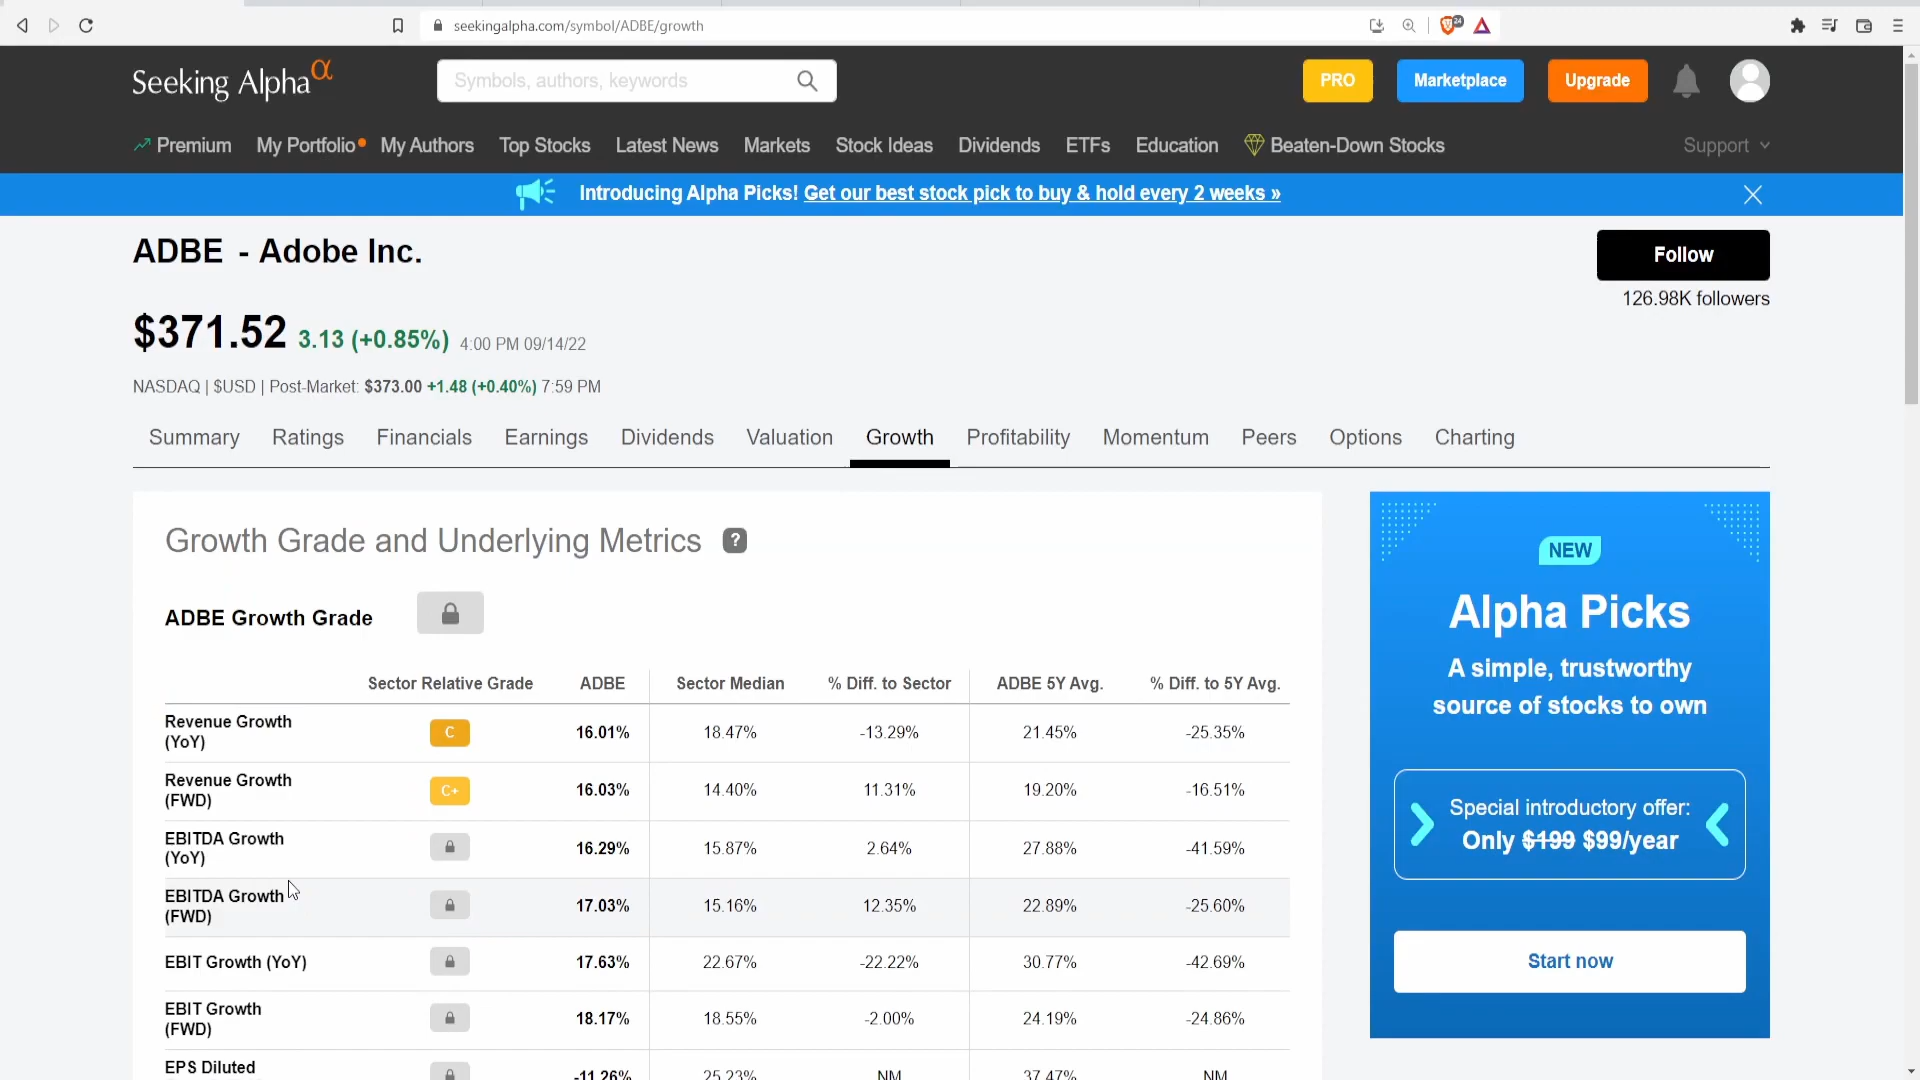 seekingalpha.com/symbol/ADBE/growth
24
Seeking Alpha α
Symbols, authors, keywords
PRO
Marketplace
Upgrade
Premium My Portfolio My Authors Top Stocks Latest News Markets Stock Ideas Dividends ETFs Education Beaten-Down Stocks Support
Introducing Alpha Picks! Get our best stock pick to buy & hold every 2 weeks »
ADBE - Adobe Inc.
Follow
126.98K followers
$371.52 3.13 (+0.85%) 4:00 PM 09/14/22
NASDAQ | $USD | Post-Market: $373.00 +1.48 (+0.40%) 7:59 PM
Summary Ratings Financials Earnings Dividends Valuation Growth Profitability Momentum Peers Options Charting
Growth Grade and Underlying Metrics ?
ADBE Growth Grade
Sector Relative Grade ADBE Sector Median % Diff. to Sector ADBE 5Y Avg. % Diff. to 5Y Avg.
Revenue Growth
(YoY) C 16.01% 18.47% -13.29% 21.45% -25.35%
Revenue Growth
(FWD) C+ 16.03% 14.40% 11.31% 19.20% -16.51%
EBITDA Growth
(YoY) 16.29% 15.87% 2.64% 27.88% -41.59%
EBITDA Growth
(FWD) 17.03% 15.16% 12.35% 22.89% -25.60%
EBIT Growth (YoY) 17.63% 22.67% -22.22% 30.77% -42.69%
EBIT Growth
(FWD) 18.17% 18.55% -2.00% 24.19% -24.86%
EPS Diluted
-11.26% 25.23% NM 37.47% NM
NEW
Alpha Picks
A simple, trustworthy
source of stocks to own
Special introductory offer:
Only $199 $99/year
Start now